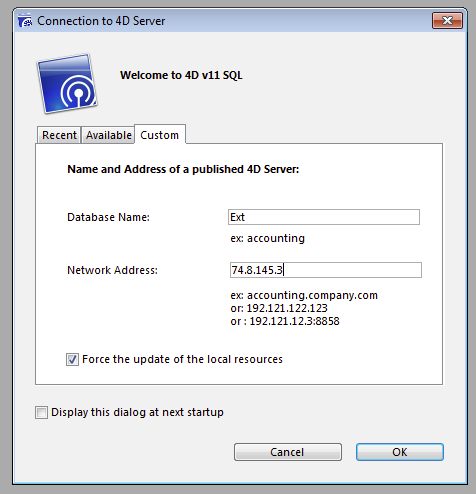 Connection to 4D Server
Welcome to 4D v11 SQL
Recent Available Custom
Name and Address of a published 4D Server:
Database Name: Ext
ex: accounting
Network Address: 74.8.145.3
ex: accounting.company.com
or: 192.121.122.123
or : 192.121.12.3:8858
Force the update of the local resources
Display this dialog at next startup
Cancel OK